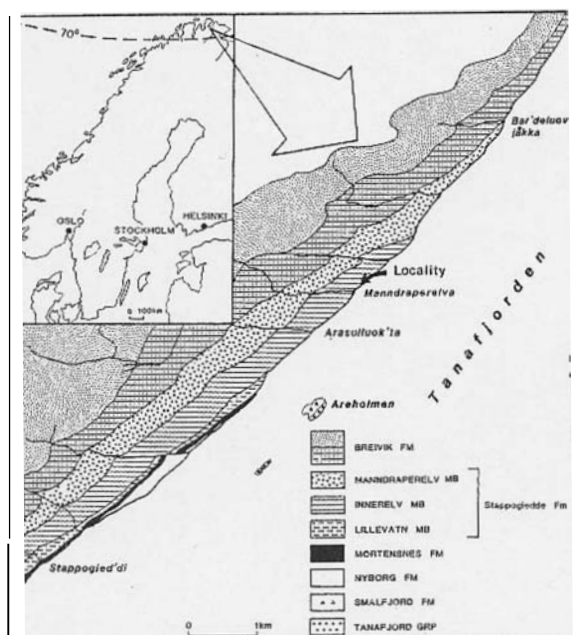 70°
OSLO
STOCKHOLM
HELSINKI
0 100km
Bar'deluov
jåkka
Locality
Manndraperelva
Arasulluok'ta
Tanafjorden
Areholmen
BREIVIK FM
MANNDRAPERELV MB
INNERELV MB
LILLEVATN MB
Stappogiedde Fm
MORTENSNES FM
NYBORG FM
SMALFJORD FM
TANAFJORD GRP
Stappogied'di
0 1km